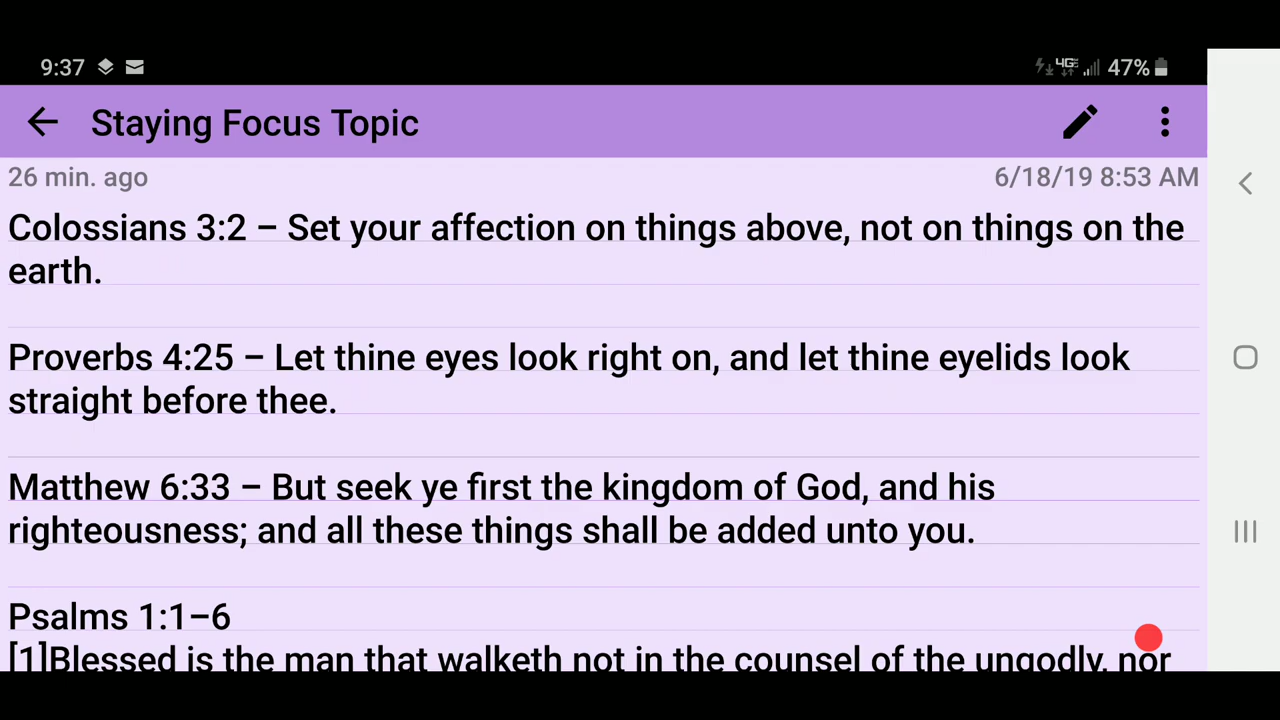 9:37 4G 47%
Staying Focus Topic
26 min. ago 6/18/19 8:53 AM
Colossians 3:2 – Set your affection on things above, not on things on the
earth.
Proverbs 4:25 – Let thine eyes look right on, and let thine eyelids look
straight before thee.
Matthew 6:33 – But seek ye first the kingdom of God, and his
righteousness; and all these things shall be added unto you.
Psalms 1:1–6
[1]Blessed is the man that walketh not in the counsel of the ungodly, nor